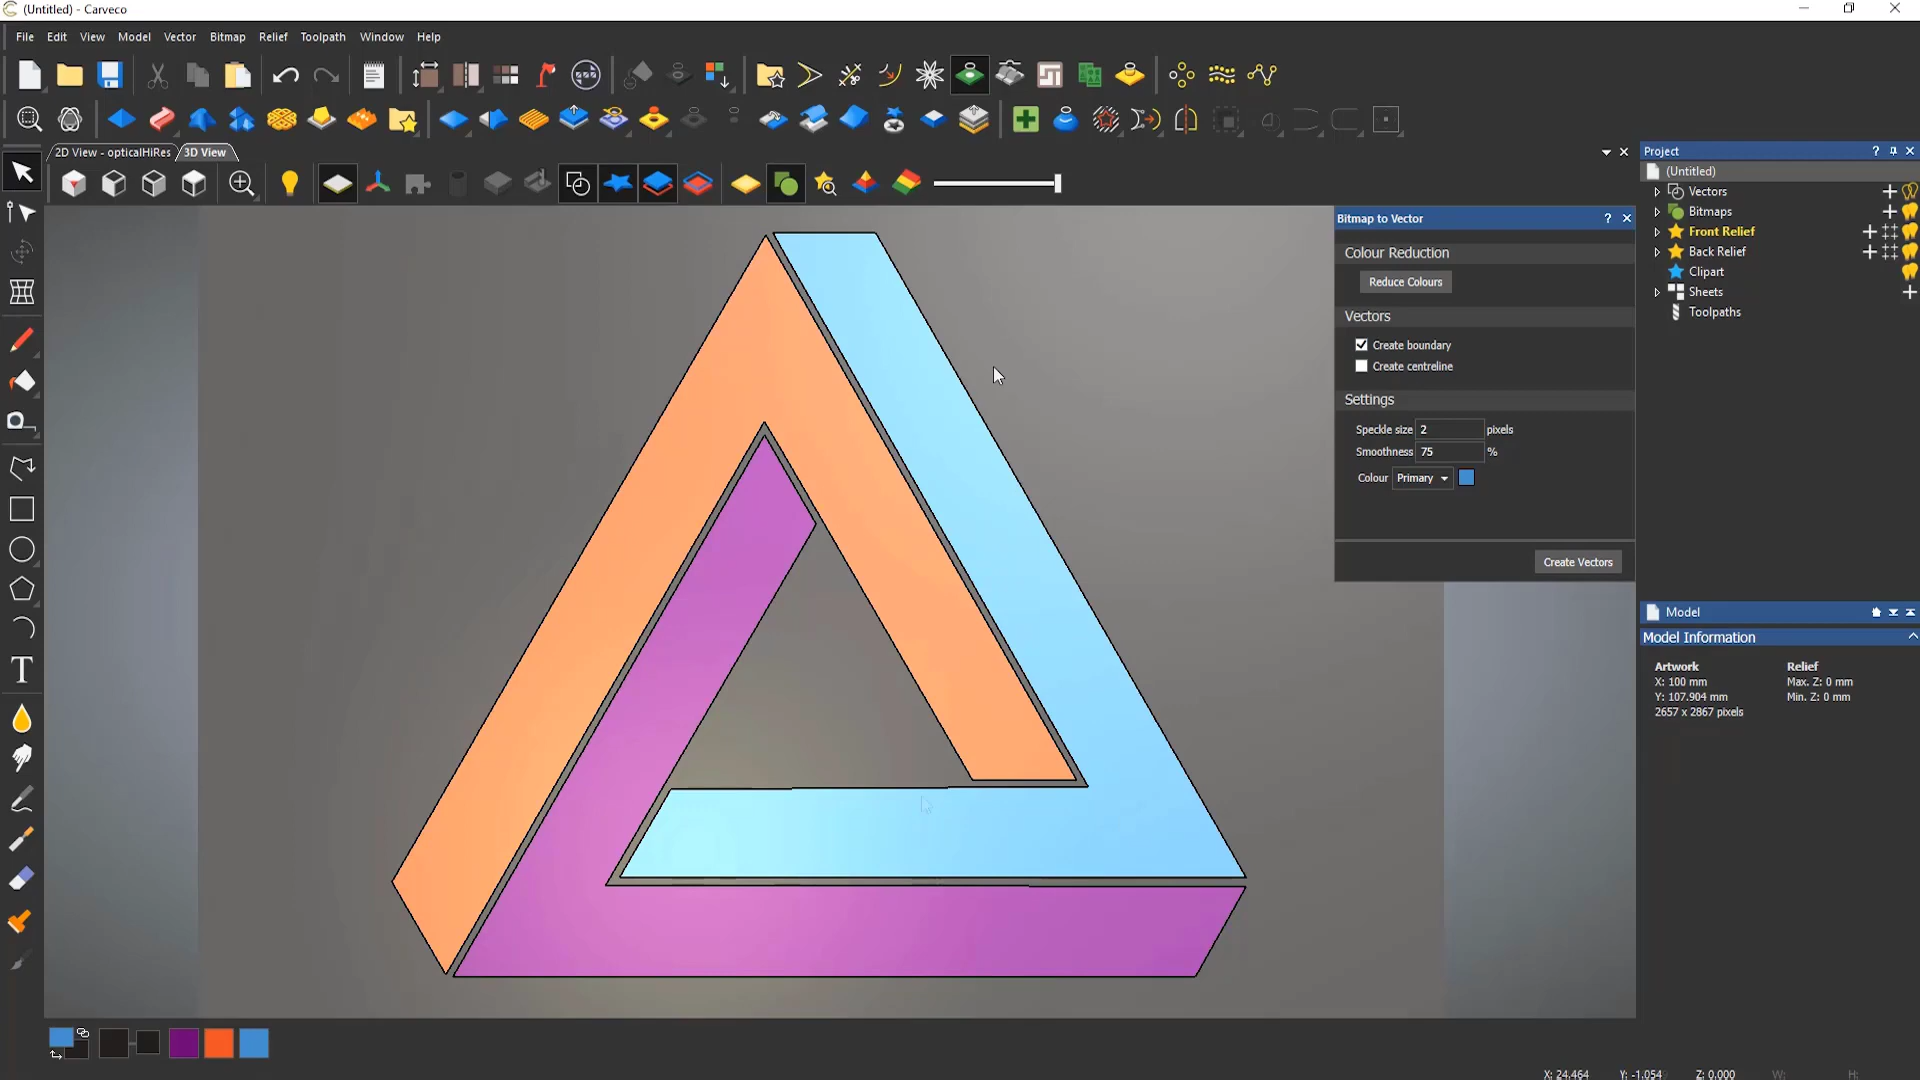 (Untitled) - Carveco
File Edit View Model Vector Bitmap Relief Toolpath Window Help
2D View - opticalHiRes 3D View
Project
(Untitled)
Vectors
Bitmaps
Front Relief
Back Relief
Clipart
Sheets
Toolpaths
Bitmap to Vector
Colour Reduction
Reduce Colours
Vectors
Create boundary
Create centreline
Settings
Speckle size 2 pixels
Smoothness 75 %
Colour Primary
Create Vectors
Model
Model Information
Artwork Relief
X: 100 mm Max. Z: 0 mm
Y: 107.904 mm Min. Z: 0 mm
2657 x 2867 pixels
X: 24.464 Y: -1.054 Z: 0.000 W: H: